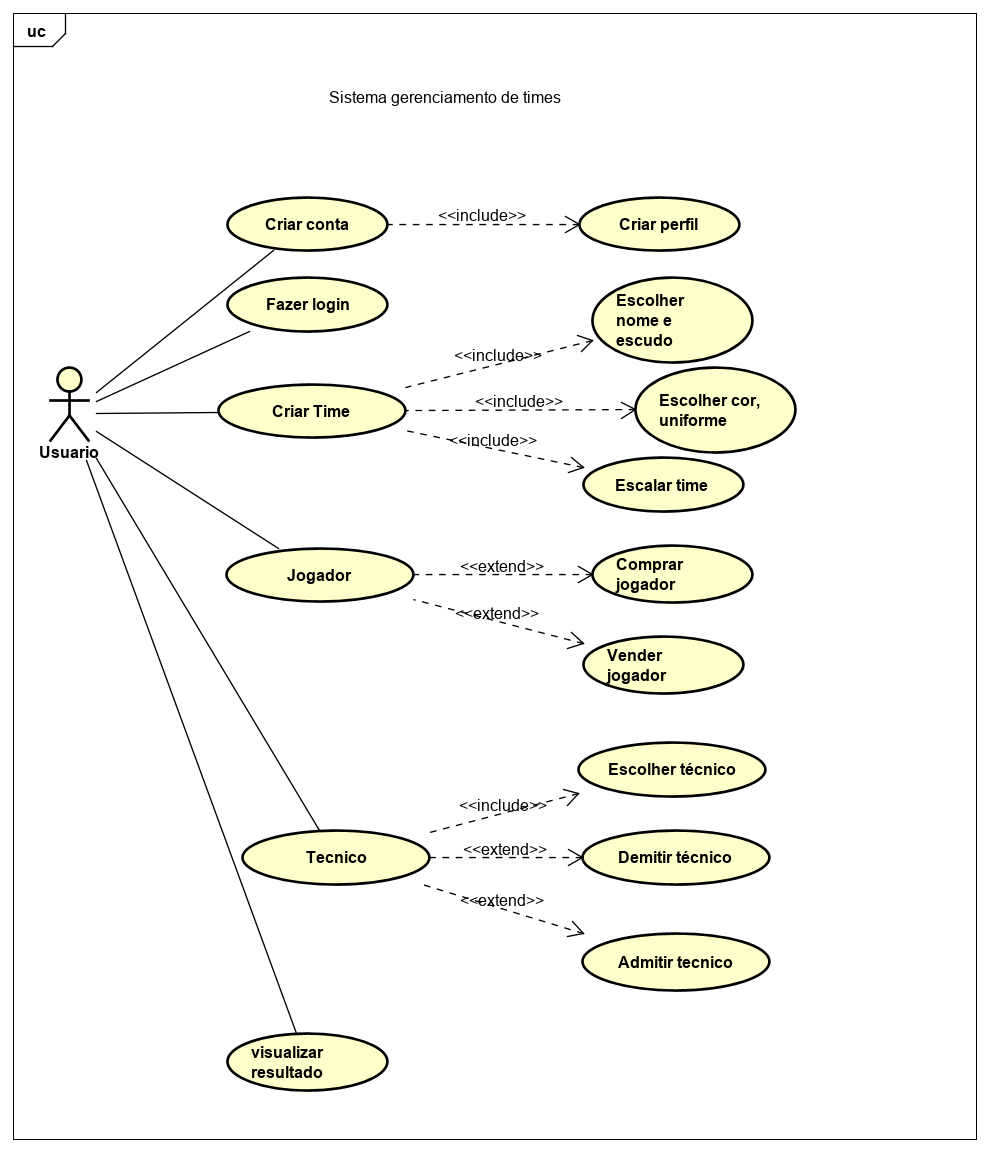 uc
Sistema gerenciamento de times
Criar conta
<<include>>
Criar perfil
Fazer login
Escolher
nome e
escudo
<<include>>
Criar Time
<<include>>
Escolher cor,
uniforme
<<include>>
Escalar time
Usuario
Jogador
<<extend>>
Comprar
jogador
<<extend>>
Vender
jogador
Escolher técnico
<<include>>
Tecnico
<<extend>>
Demitir técnico
<<extend>>
Admitir tecnico
visualizar
resultado